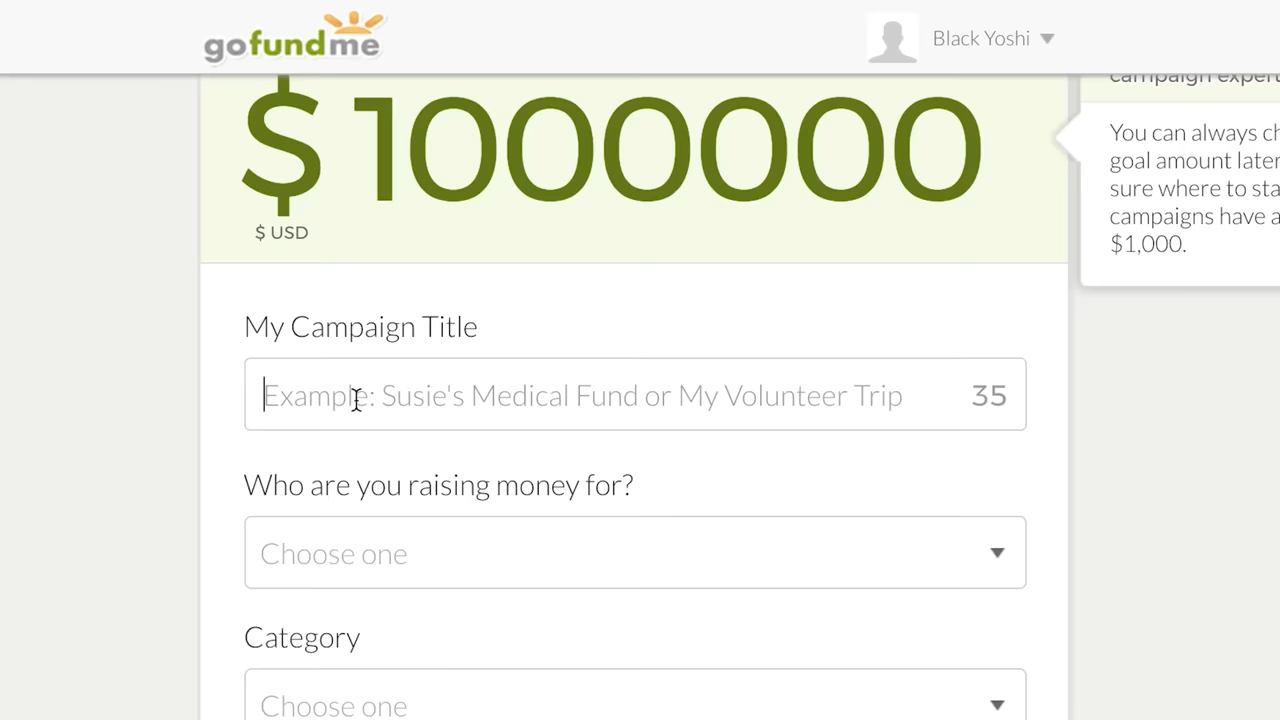 gofundme
Black Yoshi
$ 1000000
$ USD
campaign expert
You can always ch
goal amount later
sure where to sta
campaigns have a
$1,000.
My Campaign Title
Example: Susie's Medical Fund or My Volunteer Trip
35
Who are you raising money for?
Choose one
Category
Choose one